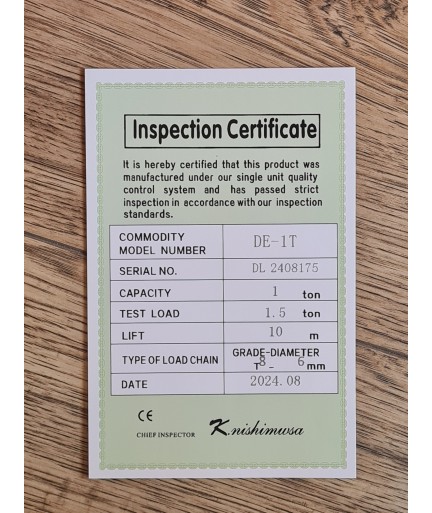 Inspection Certificate
It is hereby certified that this product was
manufactured under our single unit quality
control system and has passed strict
inspection in accordance with our inspection
standards.
COMMODITY
MODEL NUMBER DE-1T
SERIAL NO. DL 2408175
CAPACITY 1 ton
TEST LOAD 1.5 ton
LIFT 10 m
TYPE OF LOAD CHAIN GRADE-DIAMETER
T8 - 6 mm
DATE 2024.08
CE
CHIEF INSPECTOR K.nishimwsa